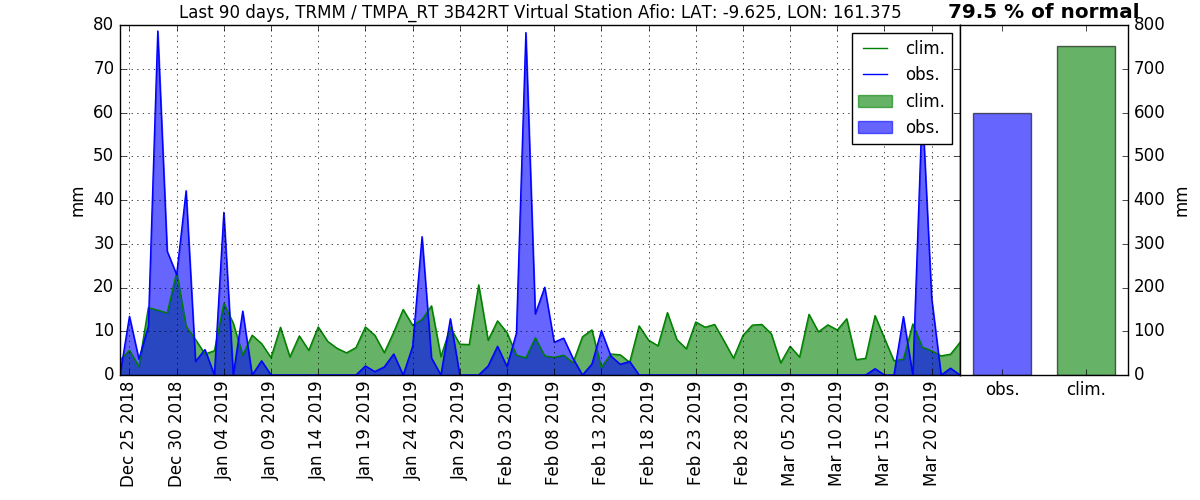 Last 90 days, TRMM / TMPA_RT 3B42RT Virtual Station Afio: LAT: -9.625, LON: 161.375
79.5 % of normal
80
70
60
50
40
30
20
10
0
mm
clim.
obs.
clim.
obs.
800
700
600
500
400
300
200
100
0
mm
Dec 25 2018
Dec 30 2018
Jan 04 2019
Jan 09 2019
Jan 14 2019
Jan 19 2019
Jan 24 2019
Jan 29 2019
Feb 03 2019
Feb 08 2019
Feb 13 2019
Feb 18 2019
Feb 23 2019
Feb 28 2019
Mar 05 2019
Mar 10 2019
Mar 15 2019
Mar 20 2019
obs.
clim.